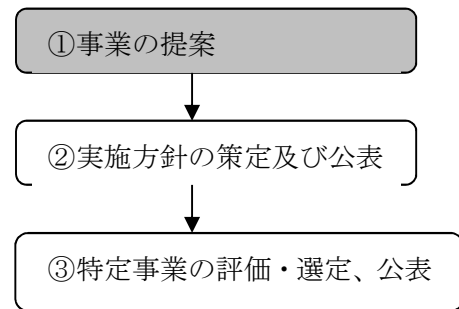 ①事業の提案
②実施方針の策定及び公表
③特定事業の評価・選定、公表